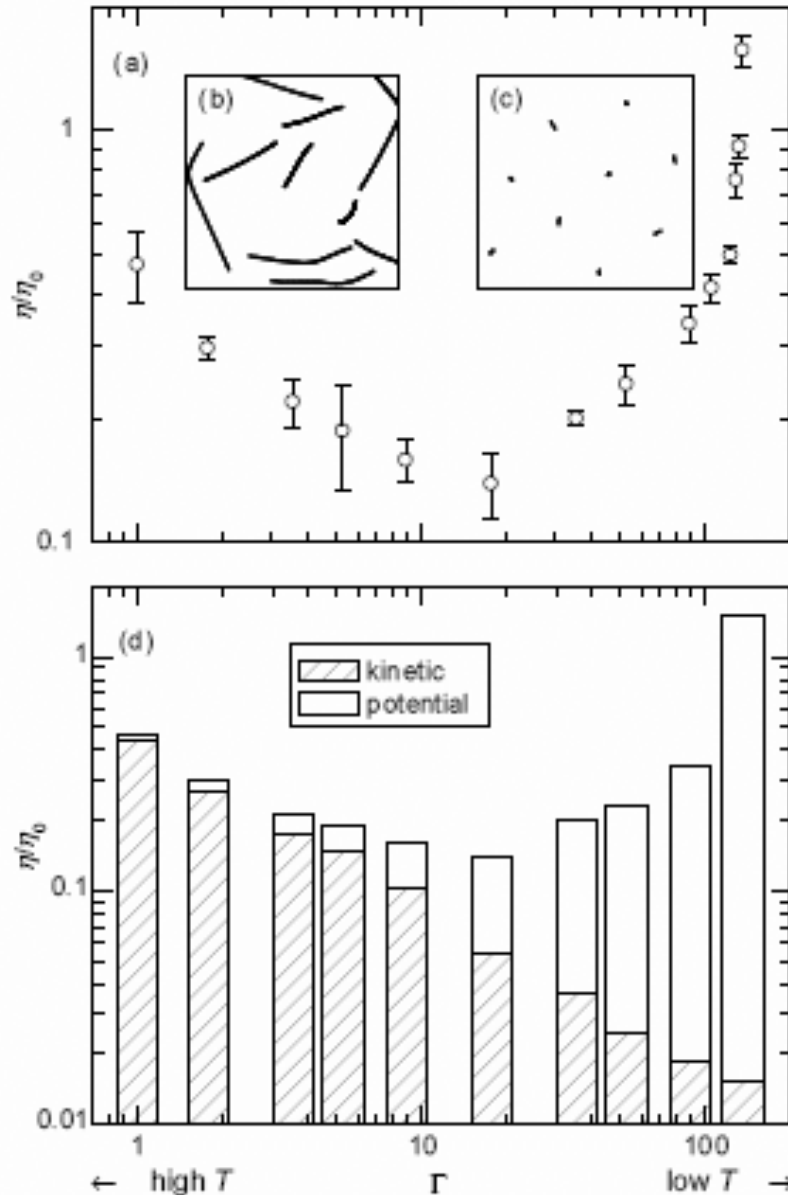 (a)
(b)
(c)
1
η/η0
0.1
(d)
kinetic
potential
1
η/η0
0.1
0.01
1 10 100
← high T Γ low T →